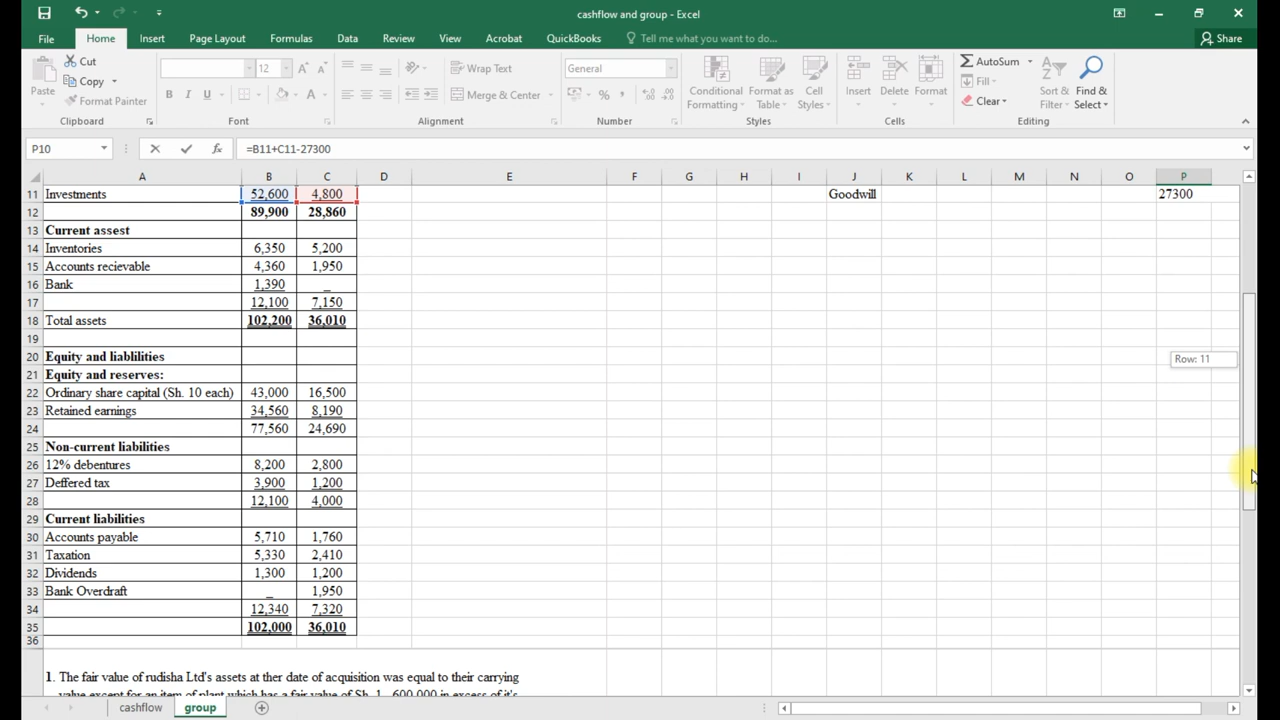 cashflow and group - Excel
File Home Insert Page Layout Formulas Data Review View Acrobat QuickBooks Tell me what you want to do... Share
Paste Cut Copy Format Painter Clipboard
12 B I U A A A Font
Wrap Text Merge & Center Alignment
General % , Number
Conditional Formatting Format as Table Cell Styles Styles
Insert Delete Format Cells
AutoSum Fill Clear Sort & Filter Find & Select Editing
P10 fx =B11+C11-27300
A B C D E F G H I J K L M N O P
11 Investments 52,600 4,800 Goodwill 27300
12 89,900 28,860
13 Current assest
14 Inventories 6,350 5,200
15 Accounts recievable 4,360 1,950
16 Bank 1,390 _
17 12,100 7,150
18 Total assets 102,200 36,010
19
20 Equity and liablilities
21 Equity and reserves:
22 Ordinary share capital (Sh. 10 each) 43,000 16,500
23 Retained earnings 34,560 8,190
24 77,560 24,690
25 Non-current liabilities
26 12% debentures 8,200 2,800
27 Deffered tax 3,900 1,200
28 12,100 4,000
29 Current liabilities
30 Accounts payable 5,710 1,760
31 Taxation 5,330 2,410
32 Dividends 1,300 1,200
33 Bank Overdraft _ 1,950
34 12,340 7,320
35 102,000 36,010
36
Row: 11
1. The fair value of rudisha Ltd's assets at ther date of acquisition was equal to their carrying
value except for an item of plant which has a fair value of Sh. 1, 600,000 in excess of it's
cashflow group